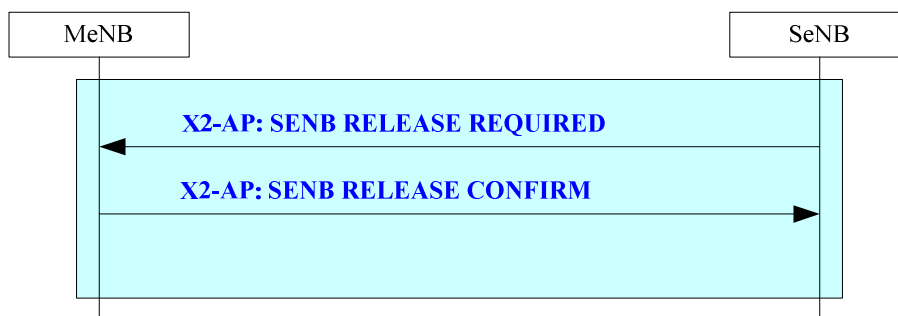 MeNB
SeNB
X2-AP: SENB RELEASE REQUIRED
X2-AP: SENB RELEASE CONFIRM